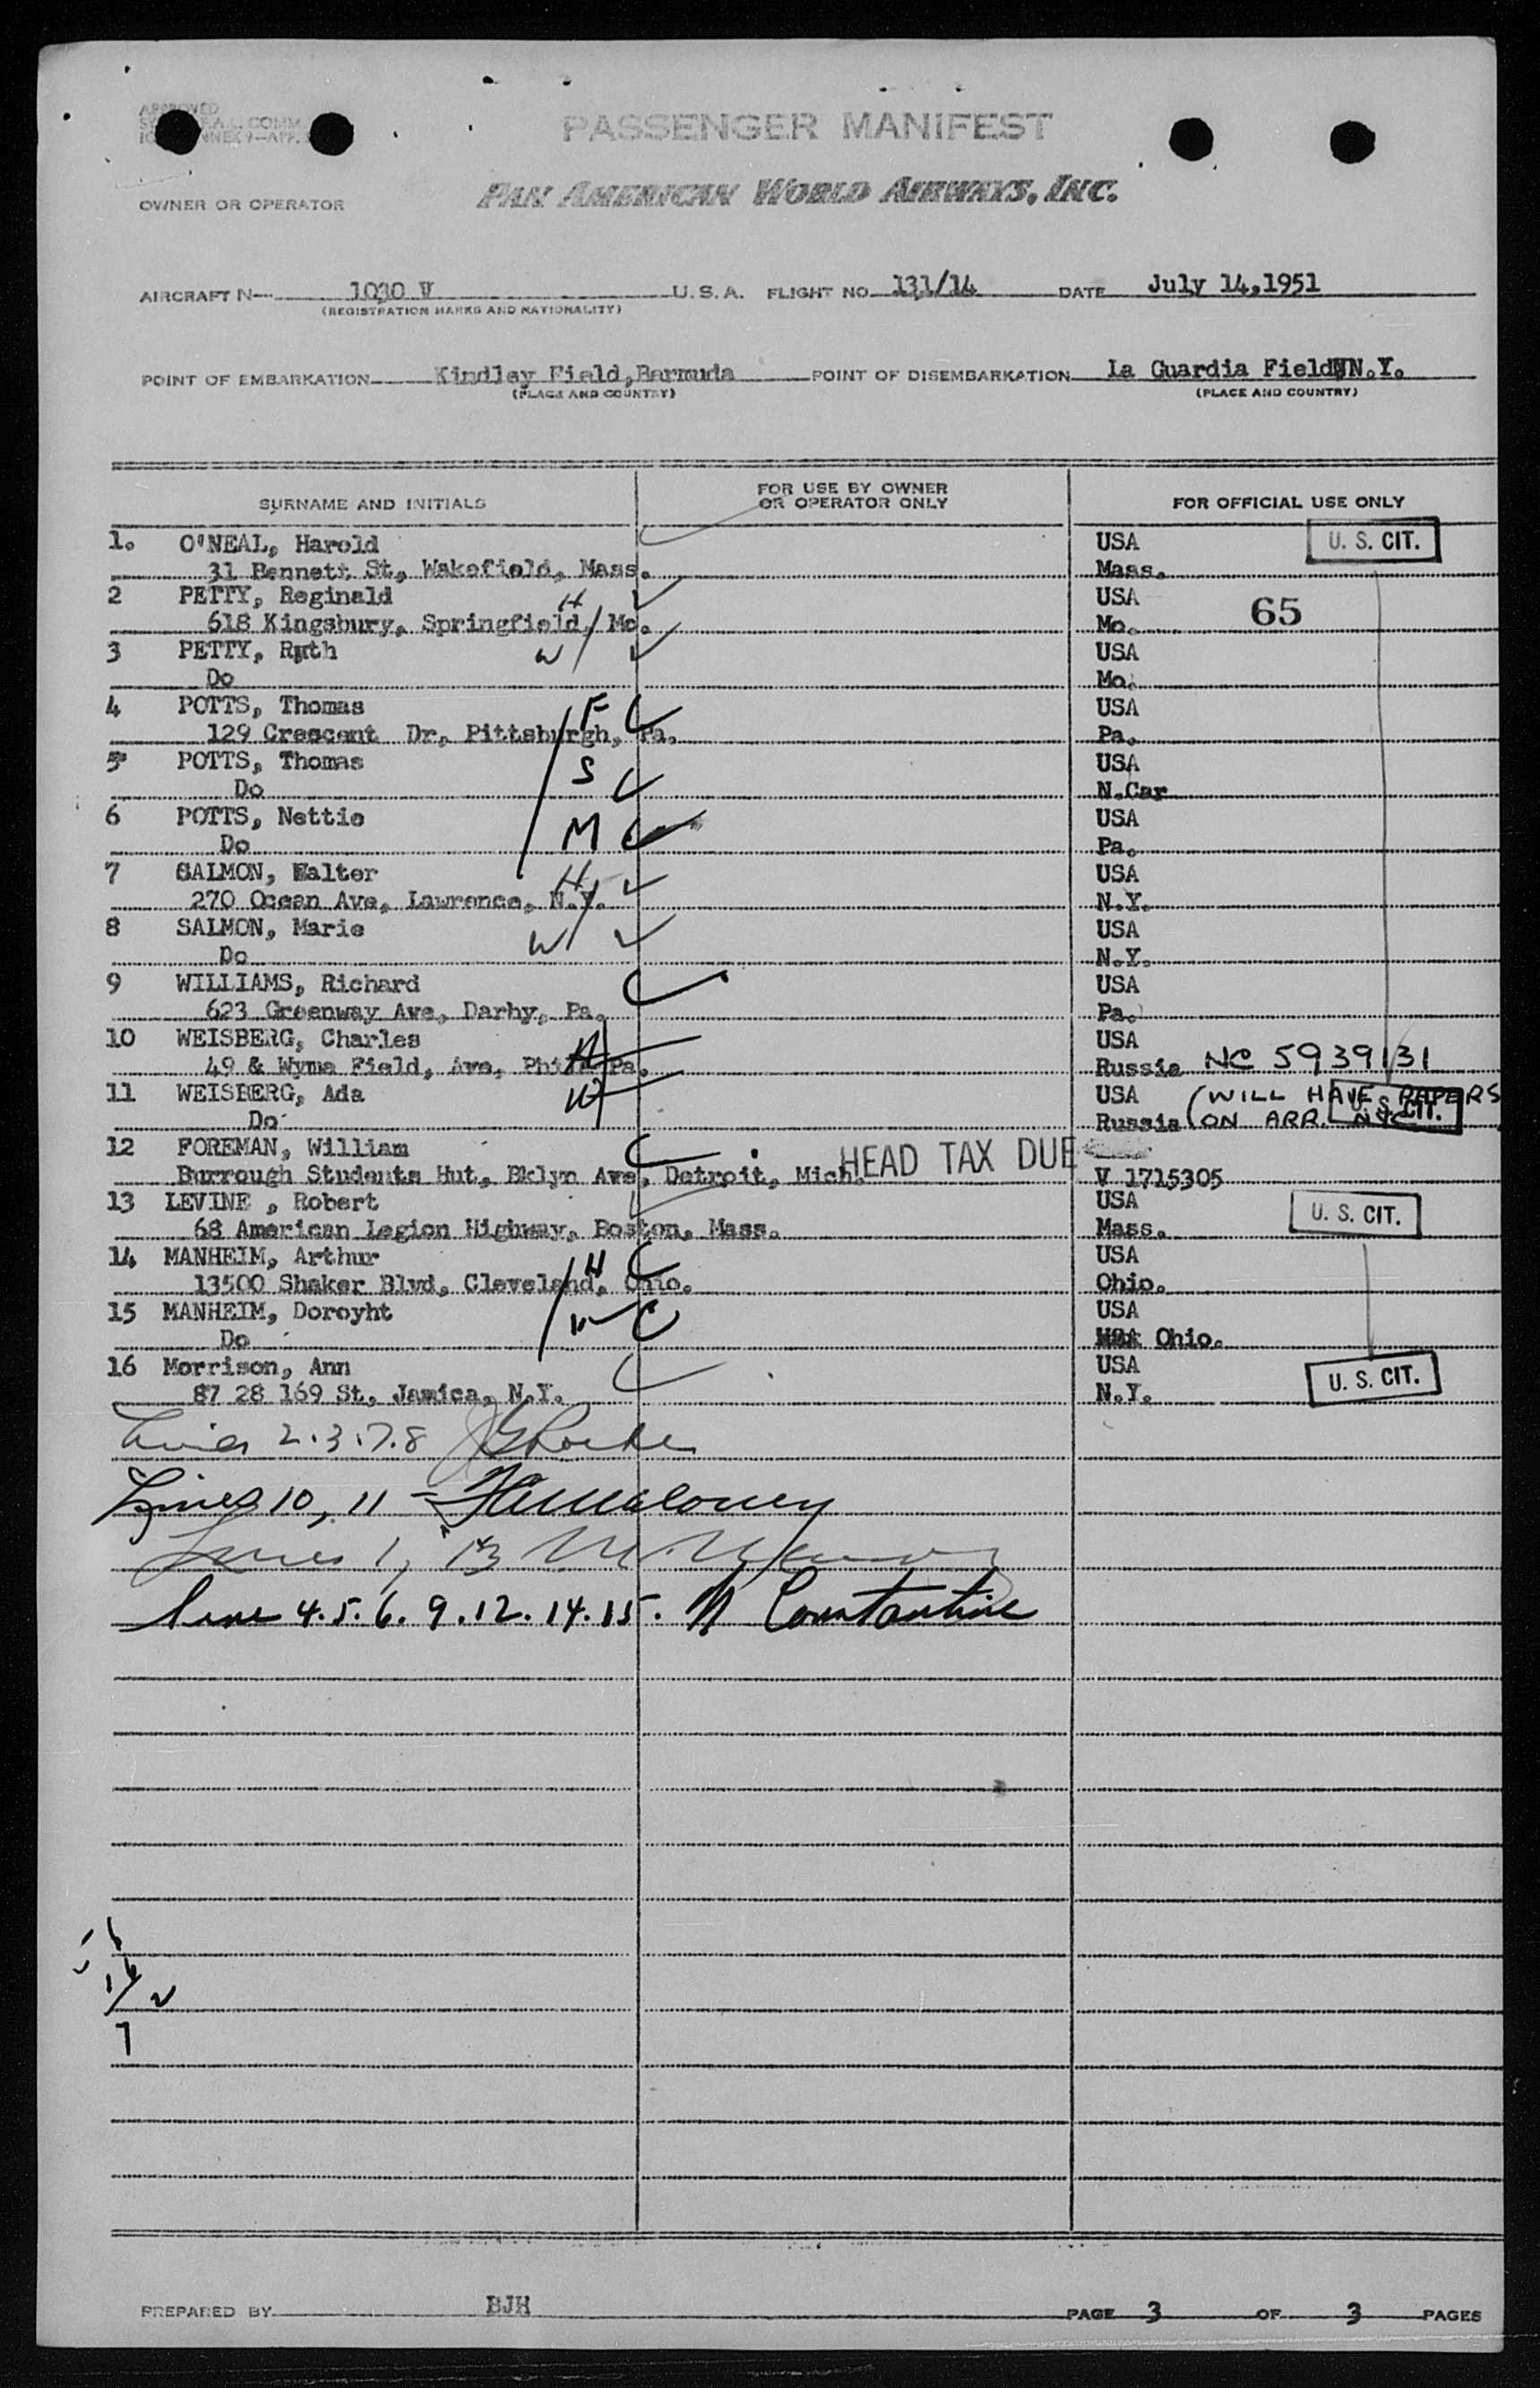 APPROVED
PASSENGER MANIFEST
OWNER OR OPERATOR
PAN AMERICAN WORLD AIRWAYS, INC.
AIRCRAFT N 1030 V U. S. A. FLIGHT NO 131/14 DATE July 14,1951
(REGISTRATION MARKS AND NATIONALITY)
POINT OF EMBARKATION Kindley Field,Bermuda POINT OF DISEMBARKATION La Guardia Field N.Y.
(PLACE AND COUNTRY) (PLACE AND COUNTRY)
SURNAME AND INITIALS FOR USE BY OWNER OR OPERATOR ONLY FOR OFFICIAL USE ONLY
1. O'NEAL, Harold USA U. S. CIT.
31 Bennett St, Wakefield, Mass. Mass.
2 PETTY, Reginald H USA 65
618 Kingsbury, Springfield, Mo. Mo.
3 PETTY, Ruth W USA
Do Mo.
4 POTTS, Thomas F USA
129 Crescent Dr, Pittsburgh, Pa. Pa.
5 POTTS, Thomas S USA
Do N.Car
6 POTTS, Nettie M USA
Do Pa.
7 SALMON, Walter H USA
270 Ocean Ave, Lawrence, N.Y. N.Y.
8 SALMON, Marie W USA
Do N.Y.
9 WILLIAMS, Richard USA
623 Greenway Ave, Darby, Pa. Pa.
10 WEISBERG, Charles H USA
49 & Wyma Field, Ave, Phila Pa. Russia NC 5939131
11 WEISBERG, Ada W USA (WILL HAVE PAPERS
Do Russia ON ARR. NYC U. S. CIT.
12 FOREMAN, William HEAD TAX DUE
Burrough Students Hut, Bklyn Ave, Detroit, Mich. V 1715305
13 LEVINE , Robert USA U. S. CIT.
68 American Legion Highway, Boston, Mass. Mass.
14 MANHEIM, Arthur H USA
13500 Shaker Blvd, Cleveland, Ohio. Ohio.
15 MANHEIM, Doroyht W USA
Do Ohio.
16 Morrison, Ann USA
87 28 169 St, Jamica, N.Y. N.Y. U. S. CIT.
Lines 2.3.7.8
Lines 10, 11 -
Lines 1, 13
line 4.5.6.9.12.14.15. N Constantine
PREPARED BY BJH PAGE 3 OF 3 PAGES